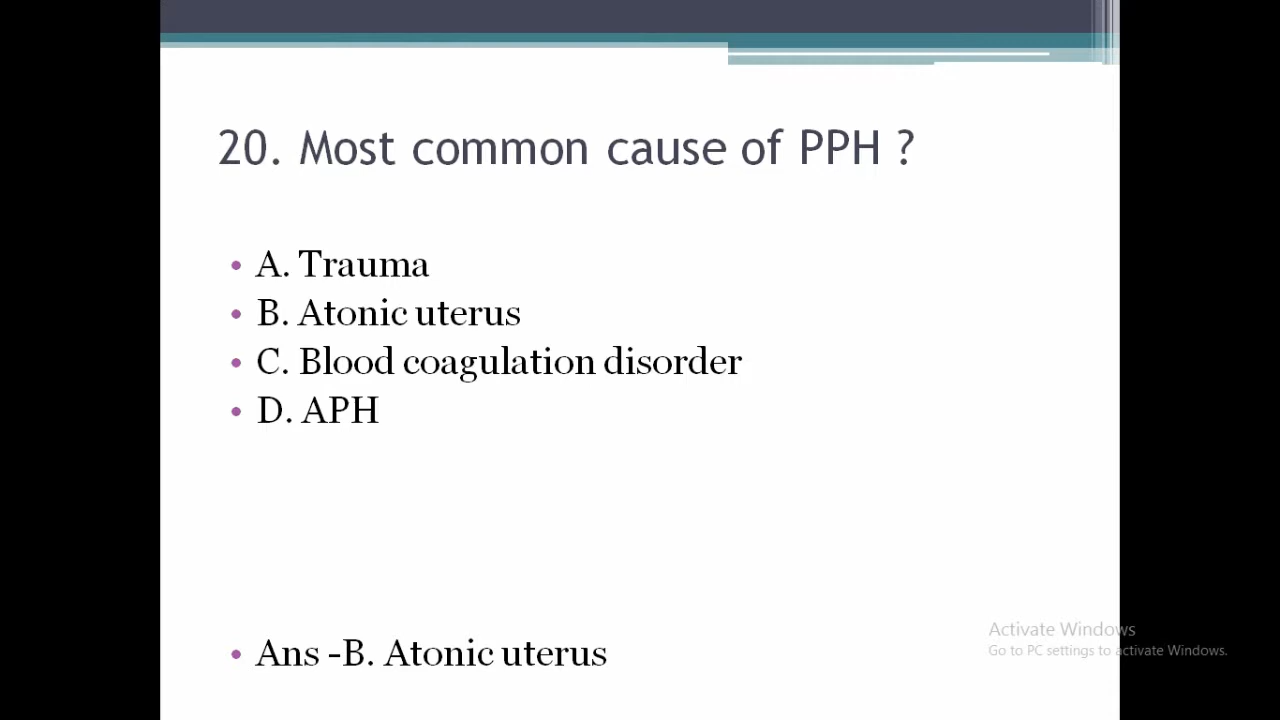 20. Most common cause of PPH ?
• A. Trauma
• B. Atonic uterus
• C. Blood coagulation disorder
• D. APH
• Ans -B. Atonic uterus
Activate Windows
Go to PC settings to activate Windows.